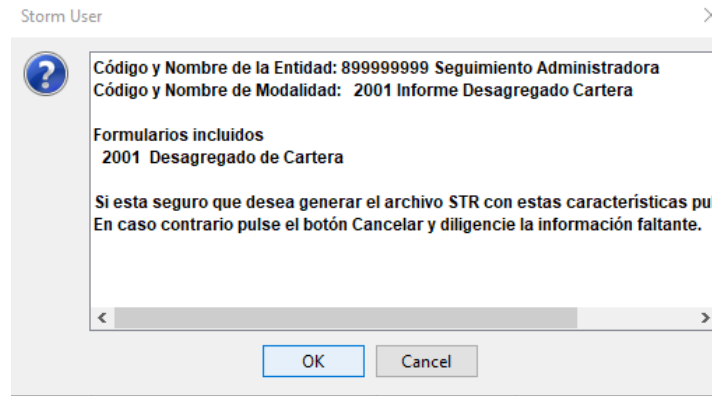 Storm User
Código y Nombre de la Entidad: 899999999 Seguimiento Administradora
Código y Nombre de Modalidad: 2001 Informe Desagregado Cartera
Formularios incluidos
2001 Desagregado de Cartera
Si esta seguro que desea generar el archivo STR con estas características
En caso contrario pulse el botón Cancelar y diligencie la información faltante.
OK
Cancel